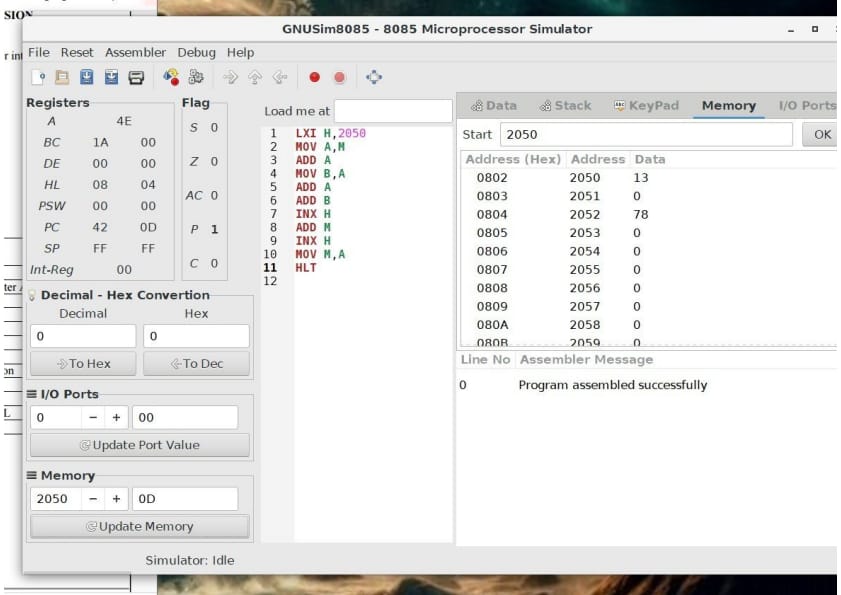 SION
GNUSim8085 - 8085 Microprocessor Simulator
r int
File Reset Assembler Debug Help
Registers
A 4E
BC 1A 00
DE 00 00
HL 08 04
PSW 00 00
PC 42 0D
SP FF FF
Int-Reg 00
Flag
S 0
Z 0
AC 0
P 1
C 0
Decimal - Hex Convertion
Decimal Hex
0 0
To Hex To Dec
I/O Ports
0 − + 00
Update Port Value
Memory
2050 − + 0D
Update Memory
Load me at
1 LXI H,2050
2 MOV A,M
3 ADD A
4 MOV B,A
5 ADD A
6 ADD B
7 INX H
8 ADD M
9 INX H
10 MOV M,A
11 HLT
12
Data Stack KeyPad Memory I/O Ports
Start 2050 OK
Address (Hex) Address Data
0802 2050 13
0803 2051 0
0804 2052 78
0805 2053 0
0806 2054 0
0807 2055 0
0808 2056 0
0809 2057 0
080A 2058 0
080B 2059 0
Line No Assembler Message
0 Program assembled successfully
Simulator: Idle
ter
on
L